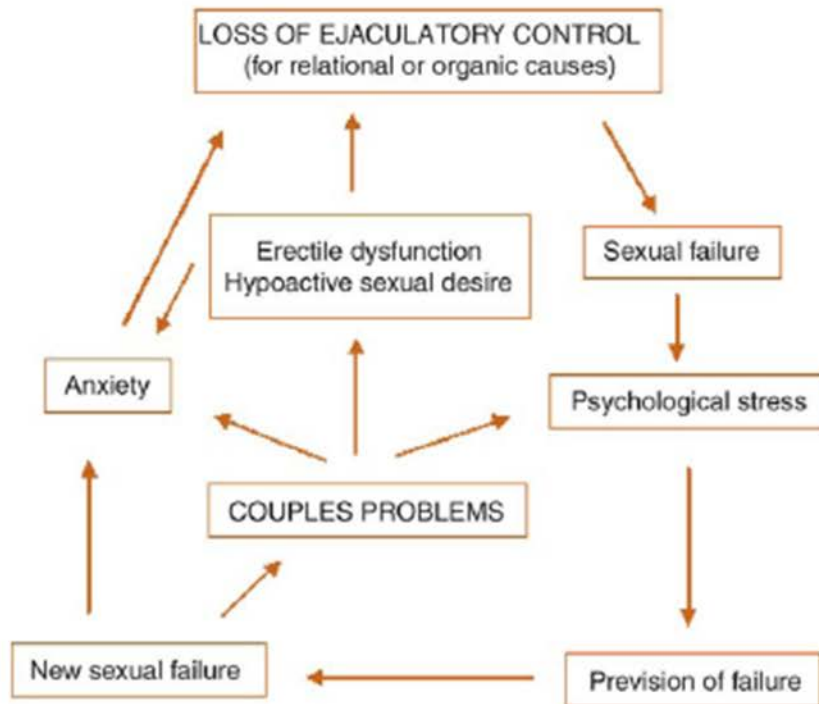 LOSS OF EJACULATORY CONTROL
(for relational or organic causes)
Erectile dysfunction
Hypoactive sexual desire
Sexual failure
Anxiety
Psychological stress
COUPLES PROBLEMS
New sexual failure
Prevision of failure